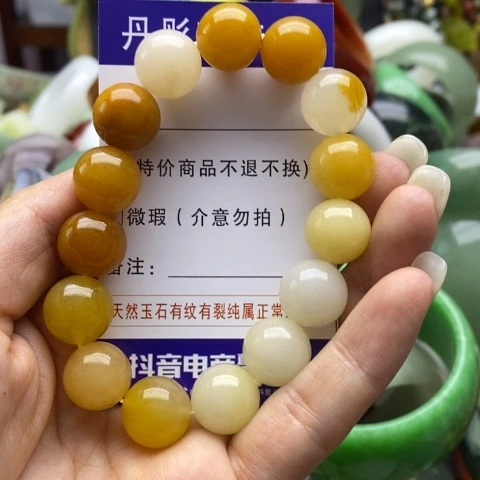 丹彤
特价商品不退不换)
微瑕（介意勿拍）
备注：
天然玉石有纹有裂纯属正常
抖音电商